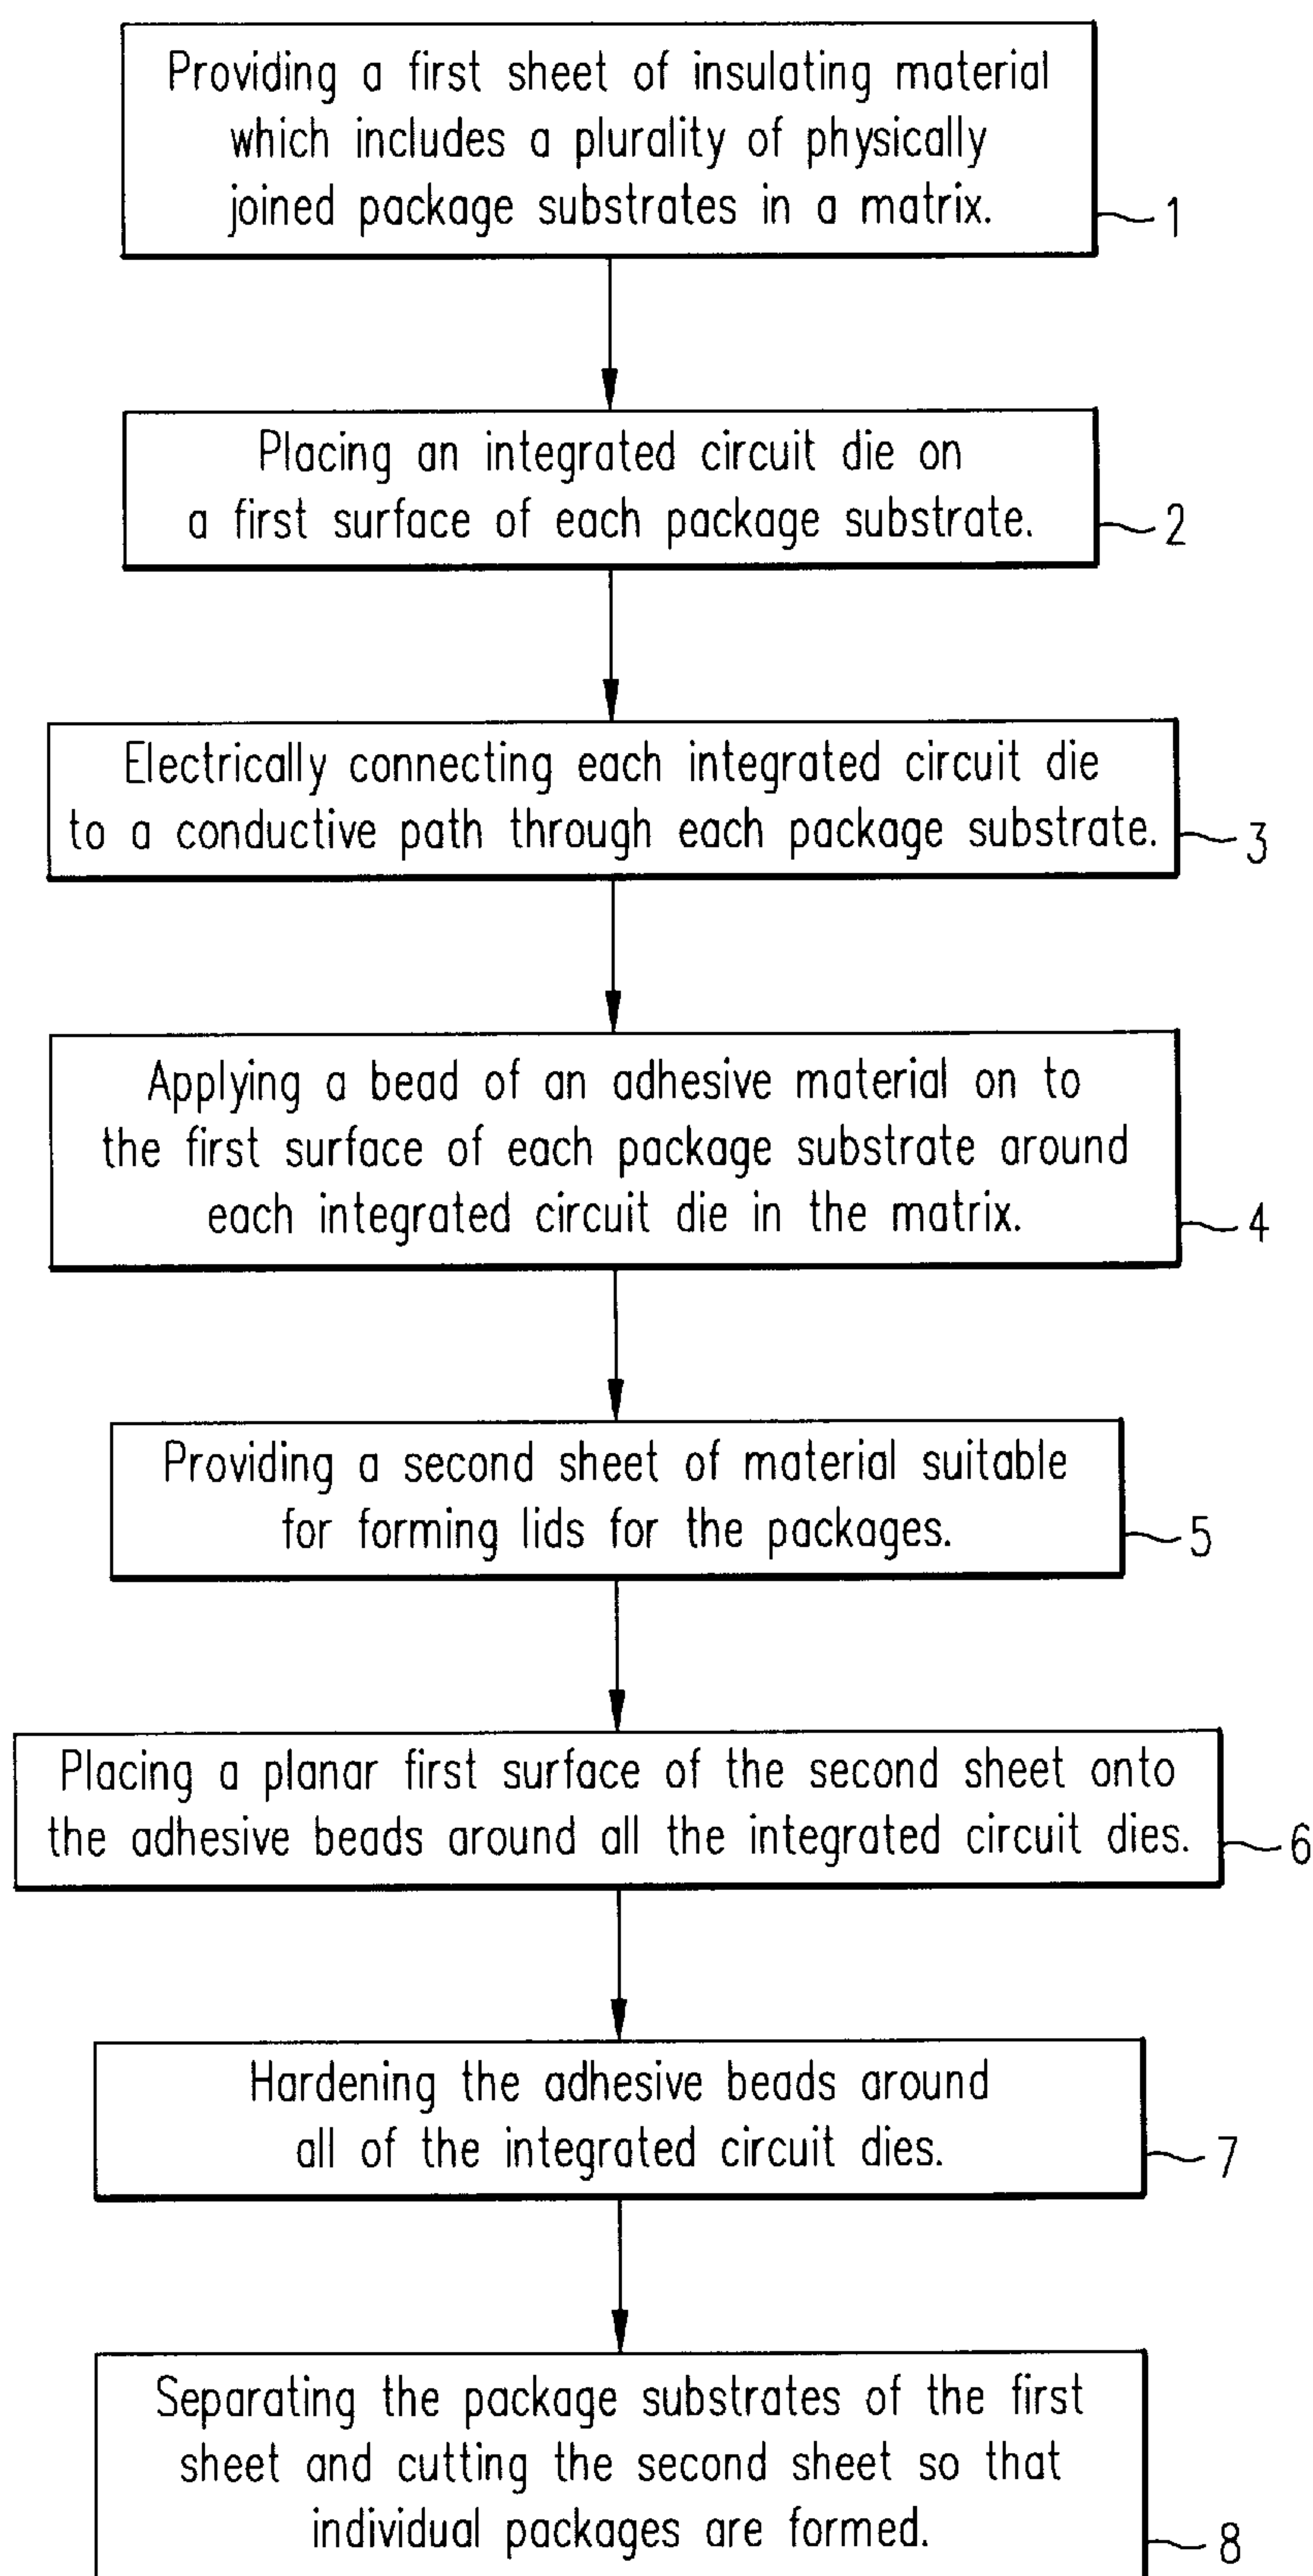 Providing a first sheet of insulating material
which includes a plurality of physically
joined package substrates in a matrix.
1
Placing an integrated circuit die on
a first surface of each package substrate.
2
Electrically connecting each integrated circuit die
to a conductive path through each package substrate.
3
Applying a bead of an adhesive material on to
the first surface of each package substrate around
each integrated circuit die in the matrix.
4
Providing a second sheet of material suitable
for forming lids for the packages.
5
Placing a planar first surface of the second sheet onto
the adhesive beads around all the integrated circuit dies.
6
Hardening the adhesive beads around
all of the integrated circuit dies.
7
Separating the package substrates of the first
sheet and cutting the second sheet so that
individual packages are formed.
8